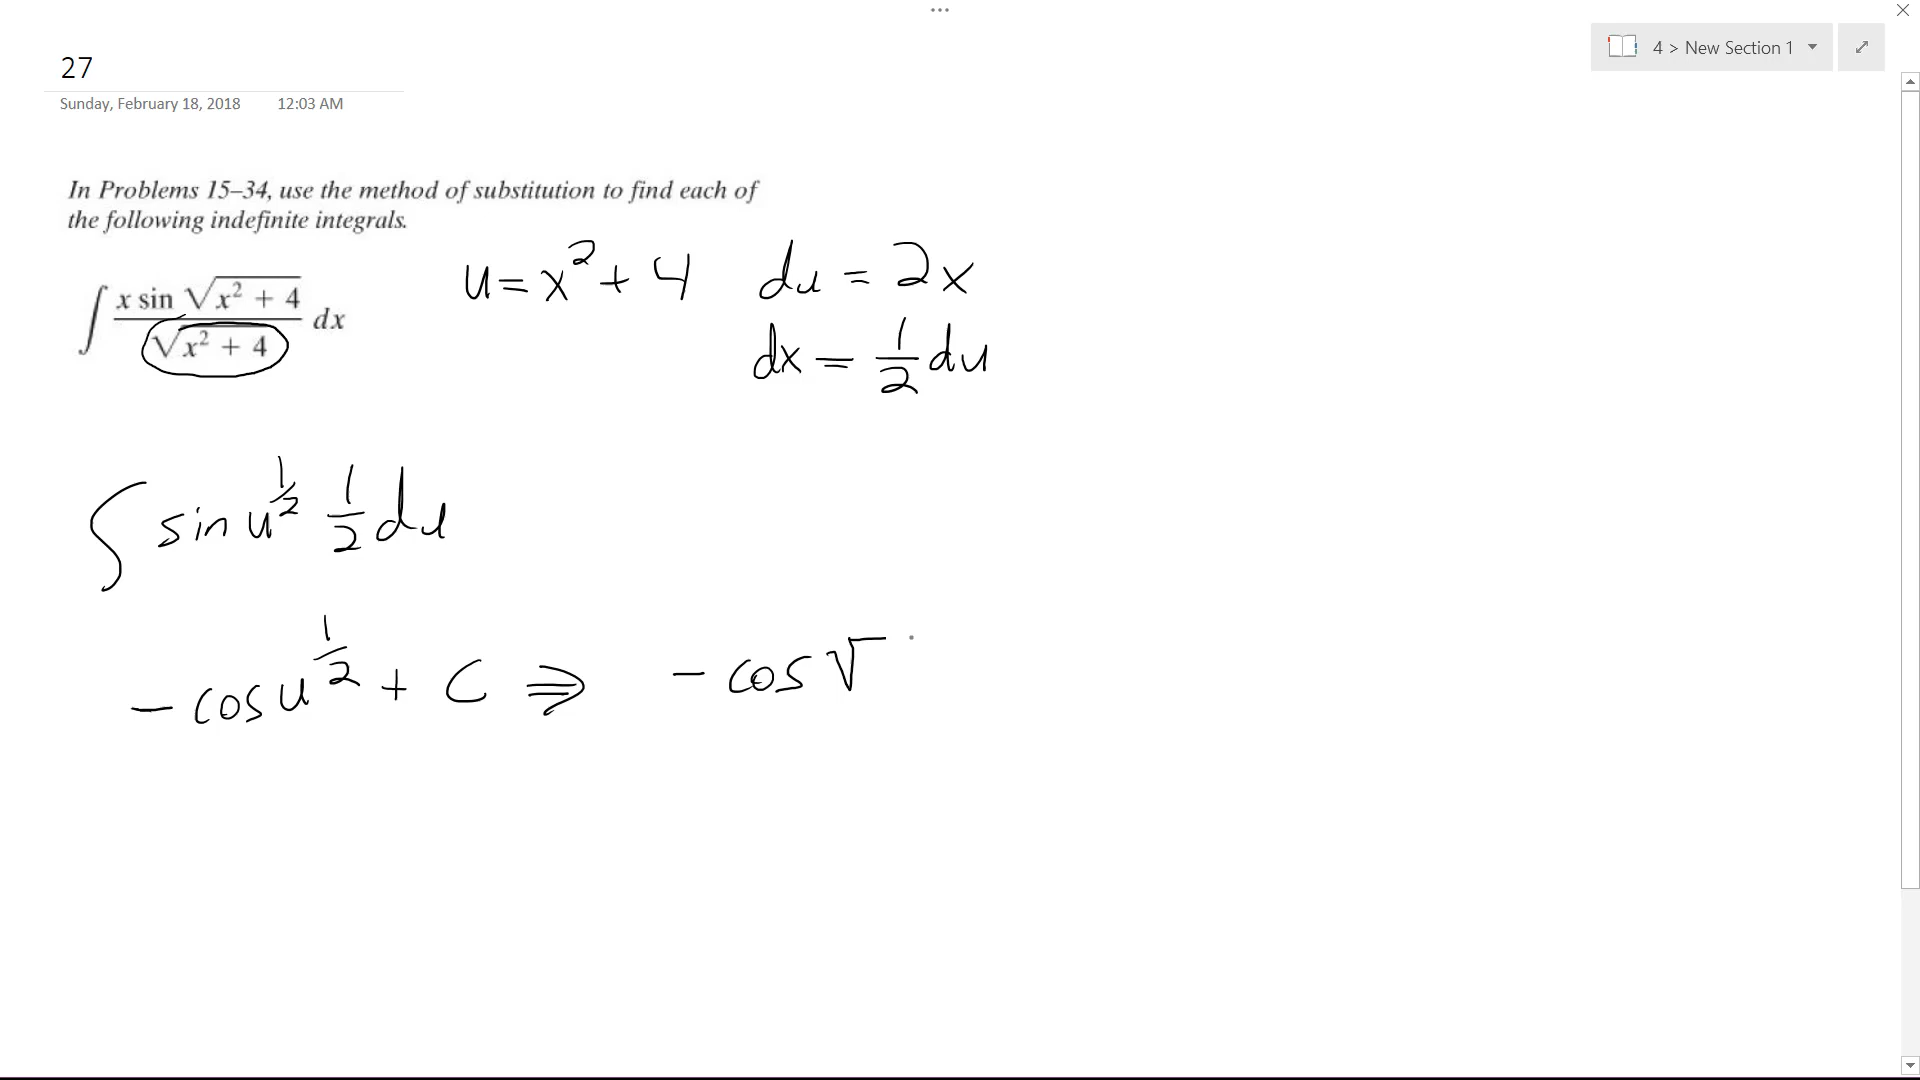 4 > New Section 1
27
Sunday, February 18, 2018 12:03 AM
In Problems 15–34, use the method of substitution to find each of
the following indefinite integrals.
∫ x sin √(x² + 4) / √(x² + 4) dx
u = x² + 4 du = 2x
dx = 1/2 du
∫ sin u^(1/2) 1/2 du
− cos u^(1/2) + C ⇒ − cos √